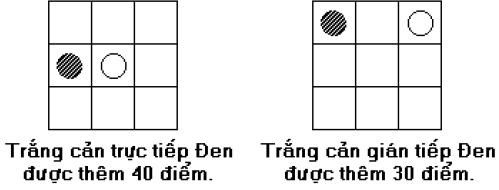 Trắng cản trực tiếp Đen
được thêm 40 điểm.
Trắng cản gián tiếp Đen
được thêm 30 điểm.